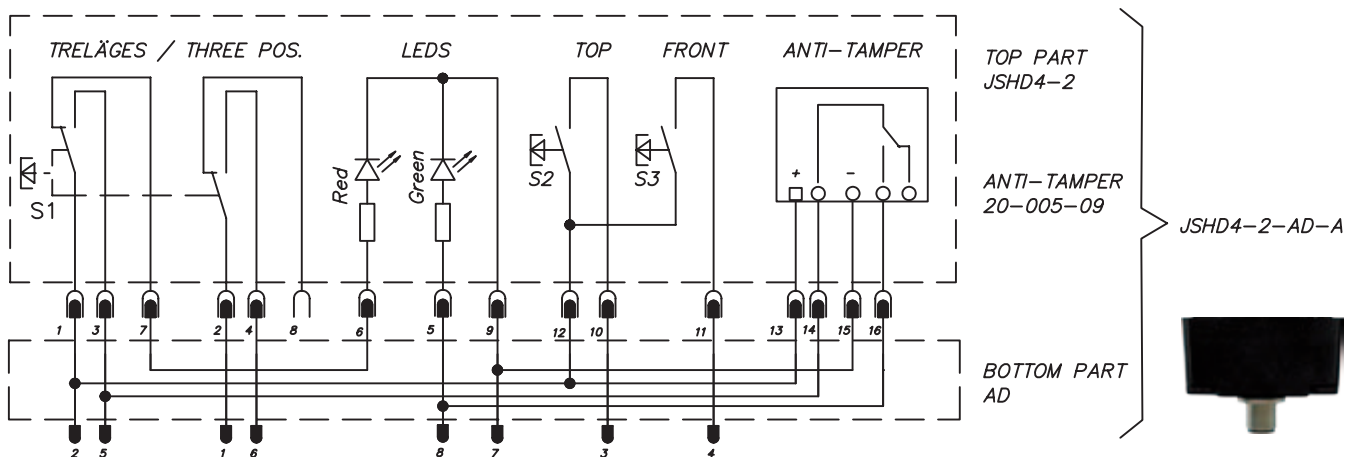 TRELÄGES / THREE POS. LEDS TOP FRONT ANTI-TAMPER
TOP PART
JSHD4-2
Red
Green
S1
S2
S3
+ -
ANTI-TAMPER
20-005-09
JSHD4-2-AD-A
1 3 7 2 4 8 6 5 9 12 10 11 13 14 15 16
BOTTOM PART
AD
2 5 1 6 8 7 3 4